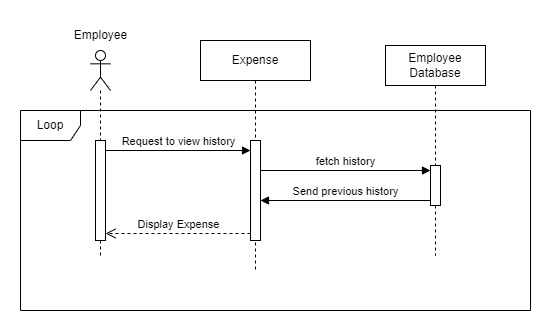 Employee
Expense
Employee
Database
Loop
Request to view history
fetch history
Send previous history
Display Expense